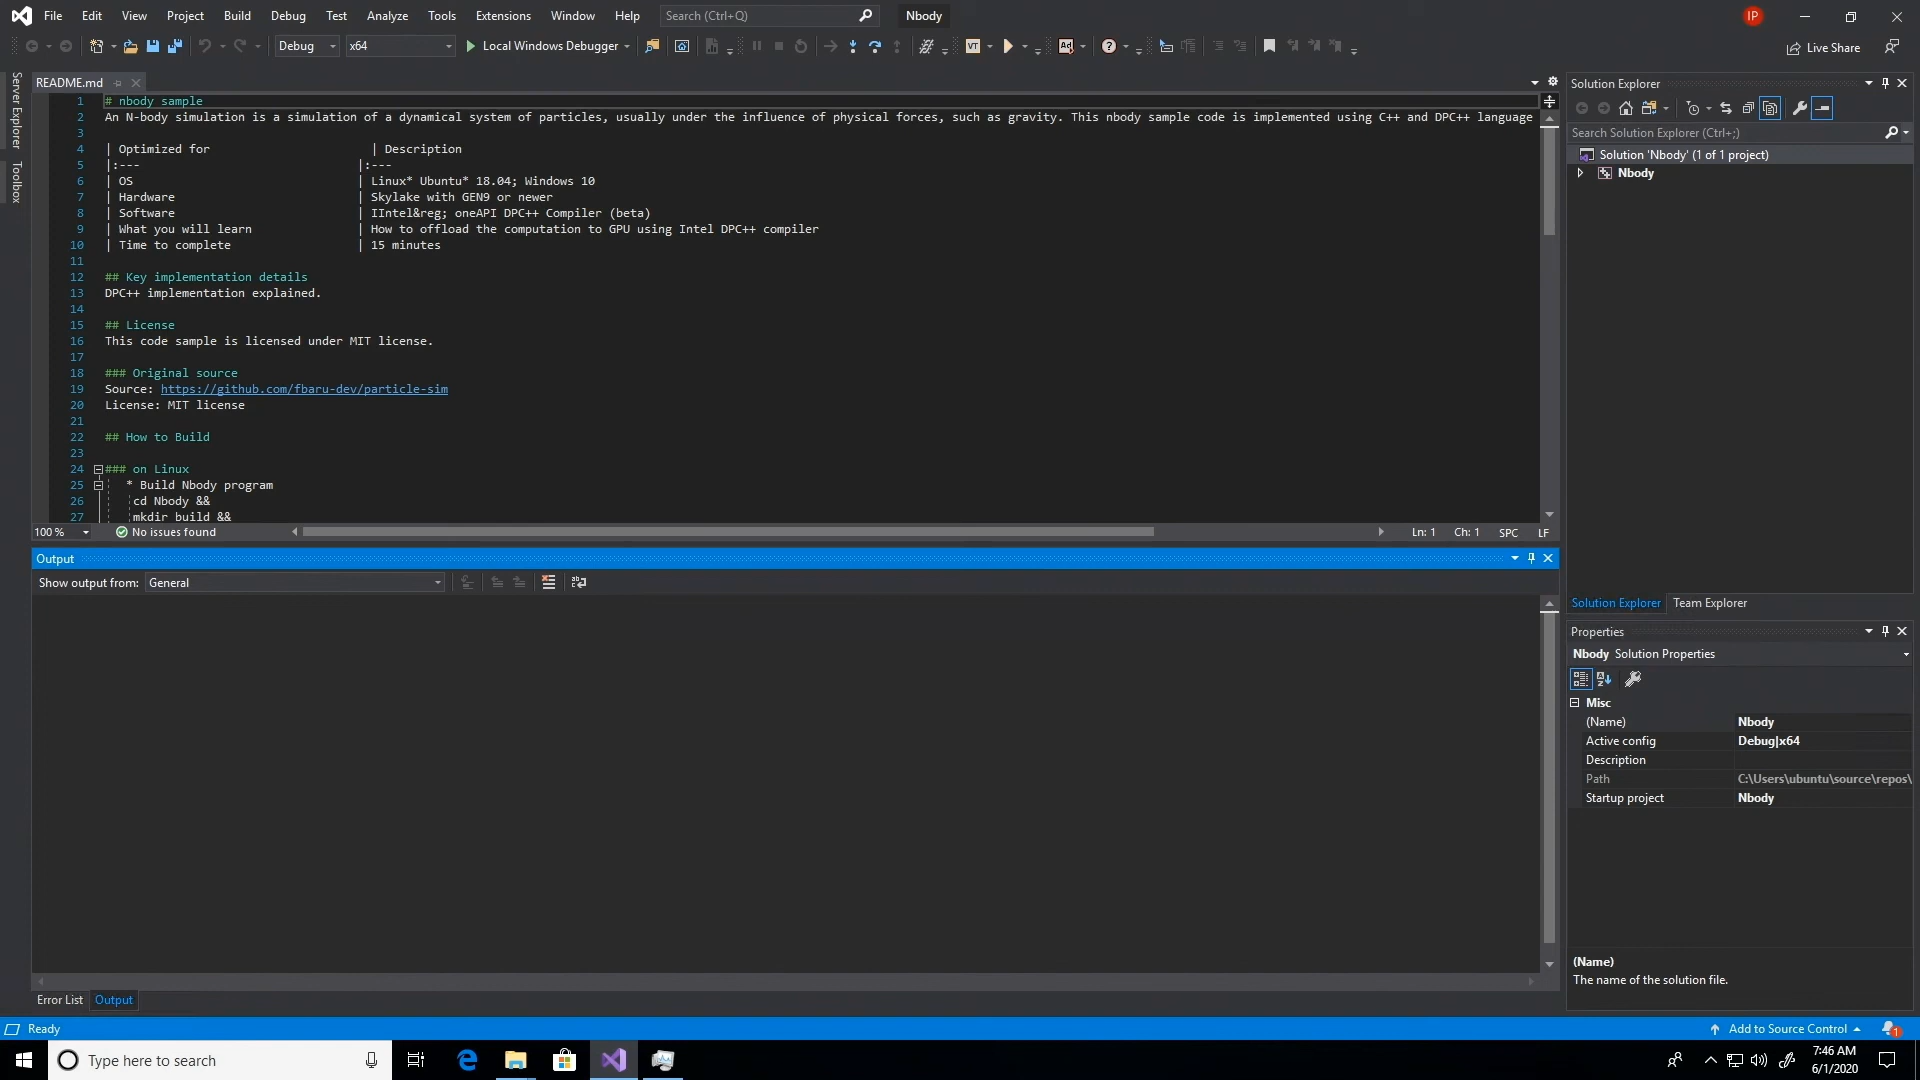 File Edit View Project Build Debug Test Analyze Tools Extensions Window Help Search (Ctrl+Q) Nbody IP
Debug x64 Local Windows Debugger VT Ad Live Share
Server Explorer
Toolbox
README.md
1 # nbody sample
2 An N-body simulation is a simulation of a dynamical system of particles, usually under the influence of physical forces, such as gravity. This nbody sample code is implemented using C++ and DPC++ language
3
4 | Optimized for | Description
5 |:--- |:---
6 | OS | Linux* Ubuntu* 18.04; Windows 10
7 | Hardware | Skylake with GEN9 or newer
8 | Software | IIntel&reg; oneAPI DPC++ Compiler (beta)
9 | What you will learn | How to offload the computation to GPU using Intel DPC++ compiler
10 | Time to complete | 15 minutes
11
12 ## Key implementation details
13 DPC++ implementation explained.
14
15 ## License
16 This code sample is licensed under MIT license.
17
18 ### Original source
19 Source: https://github.com/fbaru-dev/particle-sim
20 License: MIT license
21
22 ## How to Build
23
24 ### on Linux
25 * Build Nbody program
26 cd Nbody &&
27 mkdir build &&
100 % No issues found Ln: 1 Ch: 1 SPC LF
Output
Show output from: General
Error List Output
Solution Explorer
Search Solution Explorer (Ctrl+;)
Solution 'Nbody' (1 of 1 project)
Nbody
Solution Explorer Team Explorer
Properties
Nbody Solution Properties
Misc
(Name) Nbody
Active config Debug|x64
Description
Path C:\Users\ubuntu\source\repos\
Startup project Nbody
(Name)
The name of the solution file.
Ready Add to Source Control 1
Type here to search 7:46 AM
6/1/2020